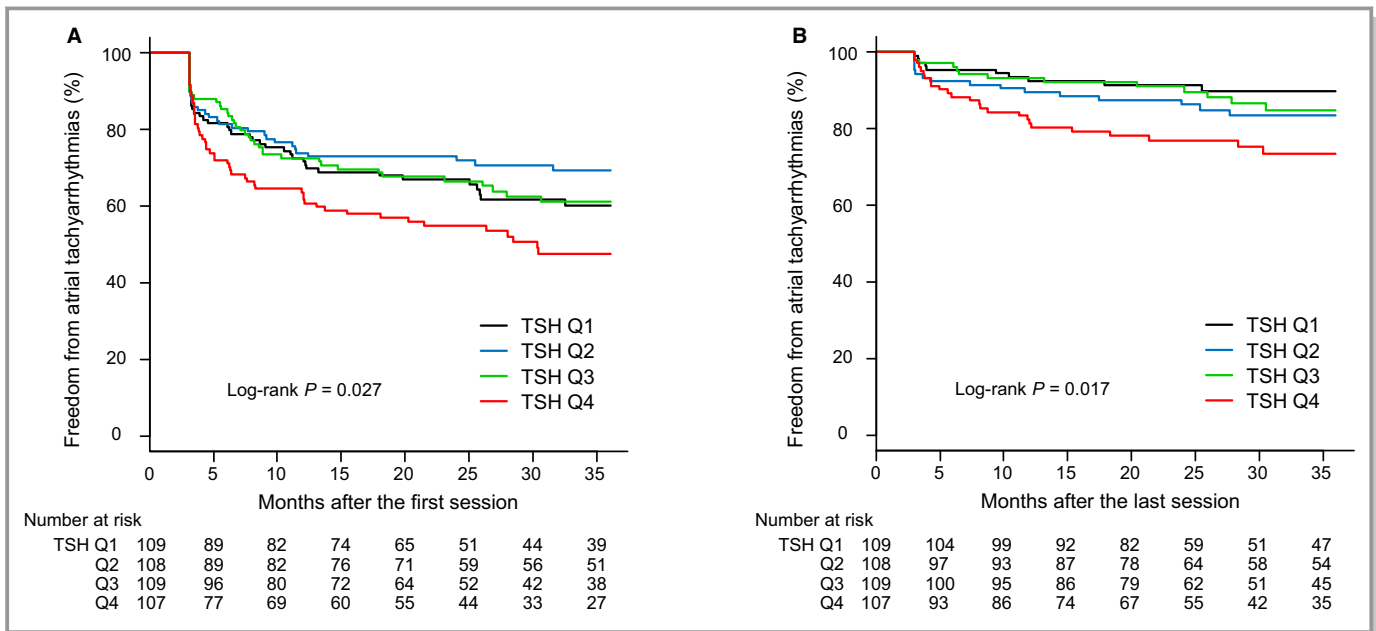 A
Freedom from atrial tachyarrhythmias (%)
100
80
60
40
20
0
TSH Q1
TSH Q2
TSH Q3
TSH Q4
Log-rank P = 0.027
0 5 10 15 20 25 30 35
Months after the first session
Number at risk
TSH Q1 109 89 82 74 65 51 44 39
Q2 108 89 82 76 71 59 56 51
Q3 109 96 80 72 64 52 42 38
Q4 107 77 69 60 55 44 33 27
B
Freedom from atrial tachyarrhythmias (%)
100
80
60
40
20
0
TSH Q1
TSH Q2
TSH Q3
TSH Q4
Log-rank P = 0.017
0 5 10 15 20 25 30 35
Months after the last session
Number at risk
TSH Q1 109 104 99 92 82 59 51 47
Q2 108 97 93 87 78 64 58 54
Q3 109 100 95 86 79 62 51 45
Q4 107 93 86 74 67 55 42 35